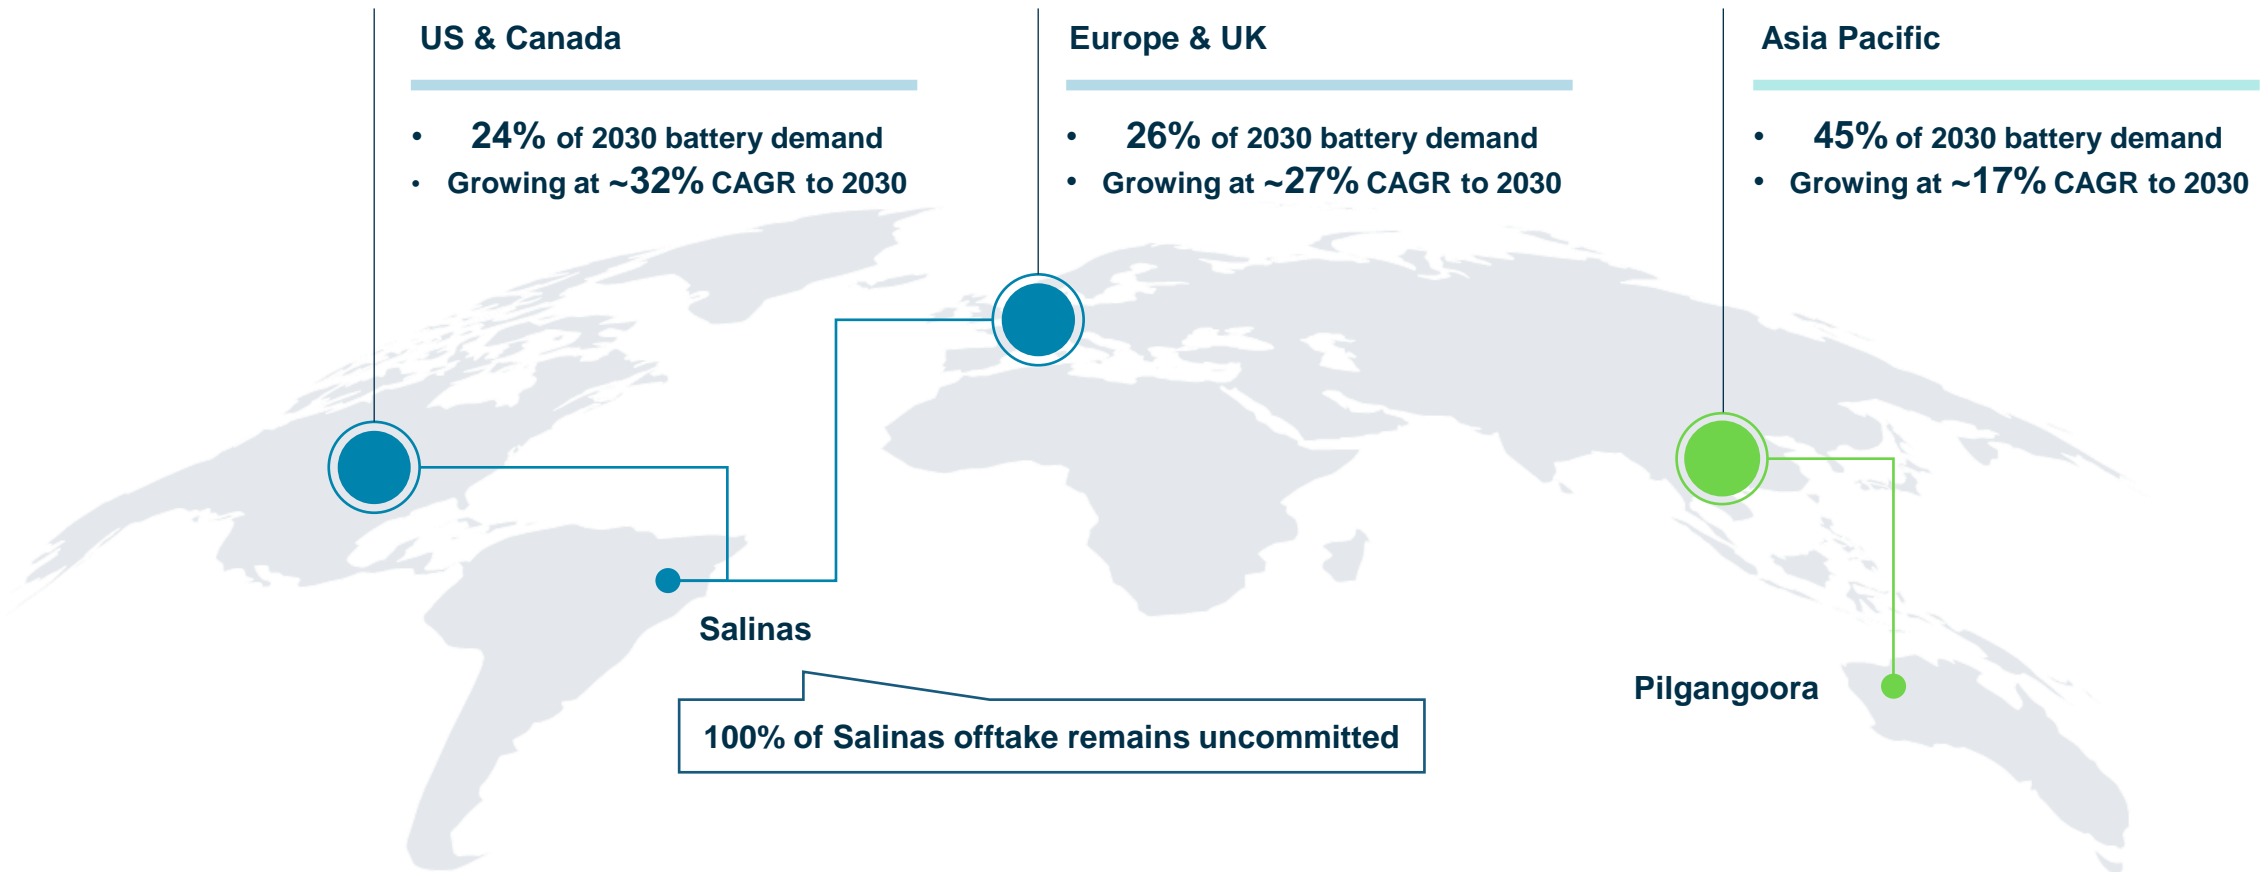 US & Canada
• 24% of 2030 battery demand
• Growing at ~32% CAGR to 2030
Europe & UK
• 26% of 2030 battery demand
• Growing at ~27% CAGR to 2030
Asia Pacific
• 45% of 2030 battery demand
• Growing at ~17% CAGR to 2030
Salinas
100% of Salinas offtake remains uncommitted
Pilgangoora